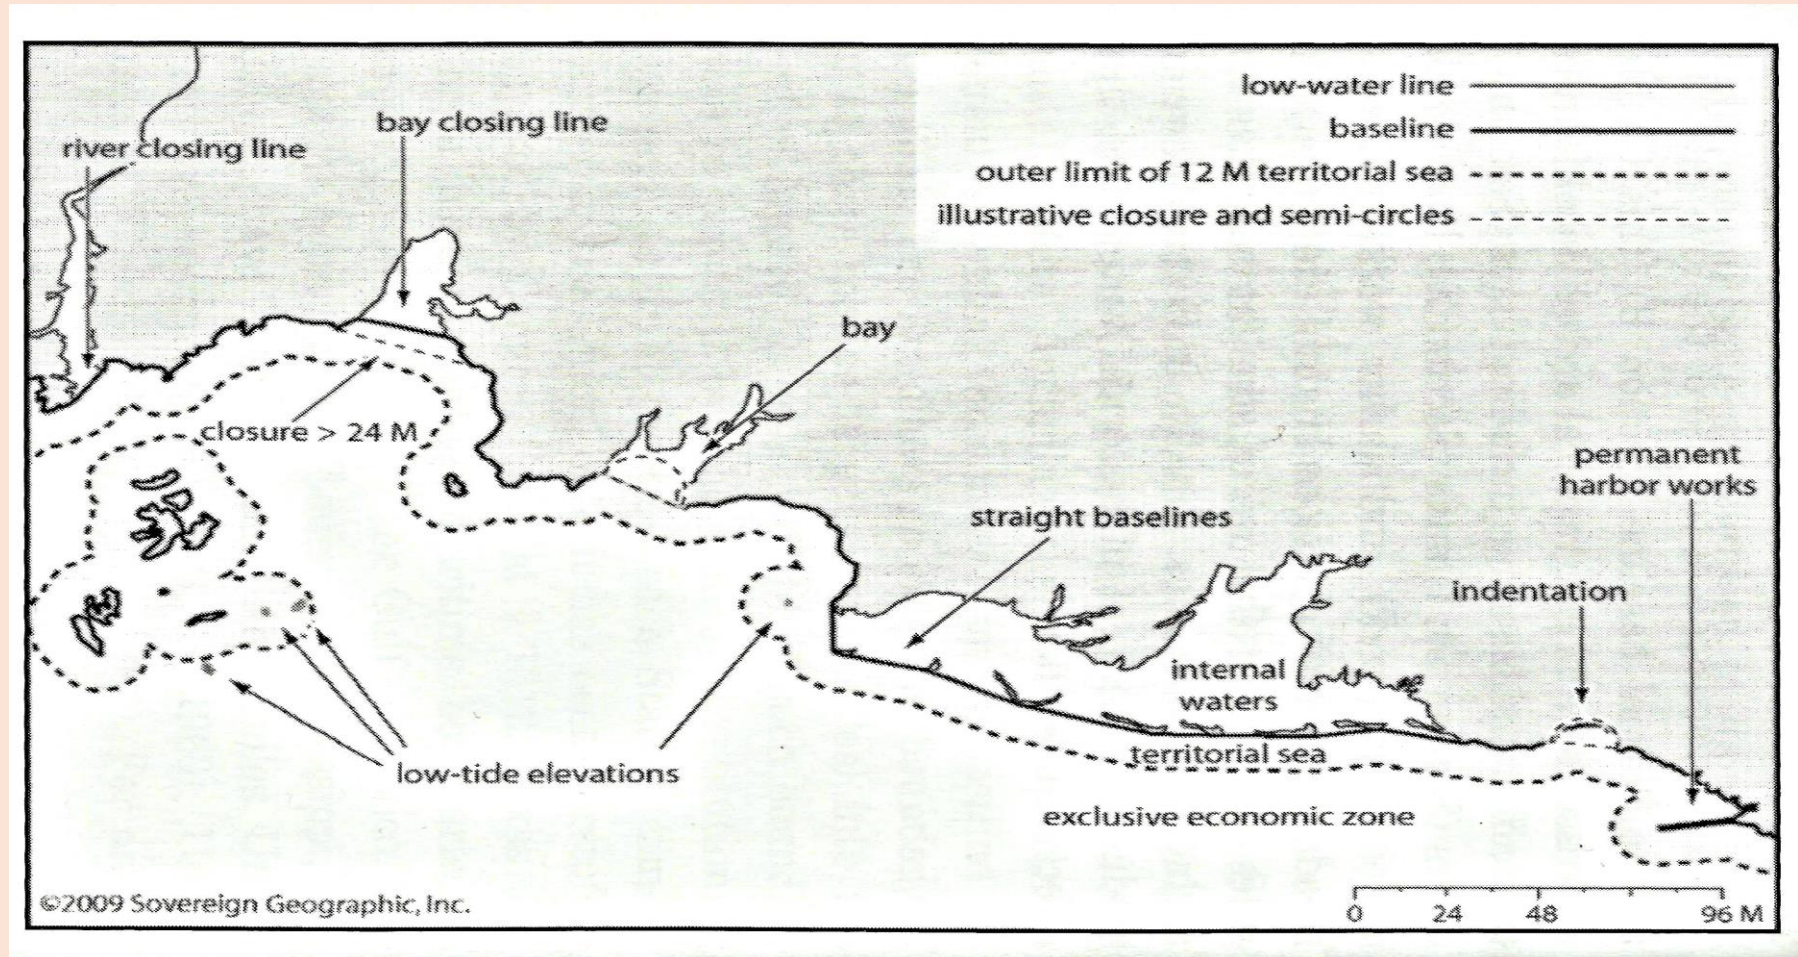 low-water line
baseline
outer limit of 12 M territorial sea
illustrative closure and semi-circles
bay closing line
river closing line
bay
closure > 24 M
permanent
harbor works
straight baselines
indentation
internal
waters
territorial sea
low-tide elevations
exclusive economic zone
©2009 Sovereign Geographic, Inc.
0 24 48 96 M